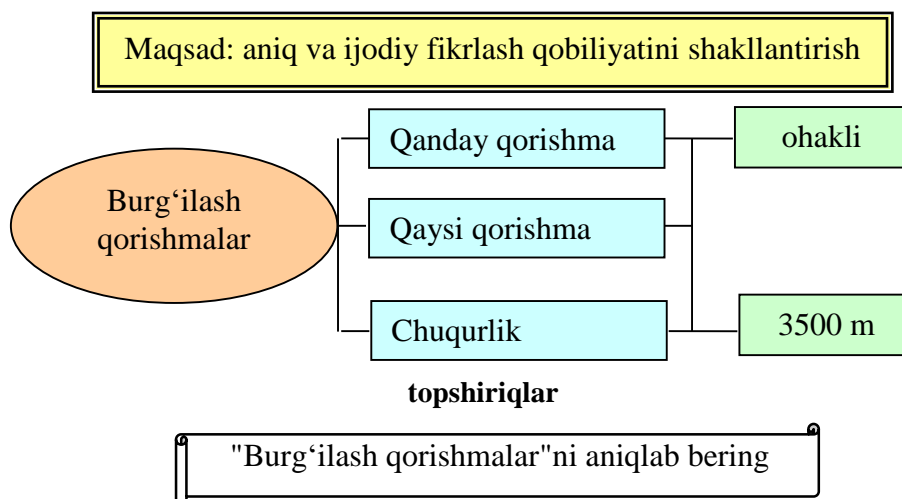 Maqsad: aniq va ijodiy fikrlash qobiliyatini shakllantirish
Qanday qorishma
ohakli
Burg‘ilash
qorishmalar
Qaysi qorishma
Chuqurlik
3500 m
topshiriqlar
"Burg‘ilash qorishmalar"ni aniqlab bering